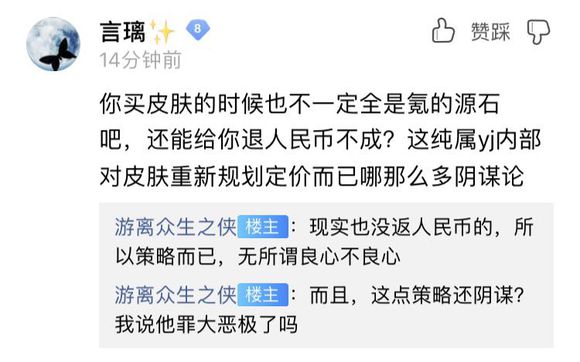 言璃✨ 8
14分钟前
赞踩
你买皮肤的时候也不一定全是氪的源石
吧，还能给你退人民币不成？这纯属yj内部
对皮肤重新规划定价而已哪那么多阴谋论
游离众生之侠 楼主：现实也没返人民币的，所
以策略而已，无所谓良心不良心
游离众生之侠 楼主：而且，这点策略还阴谋？
我说他罪大恶极了吗